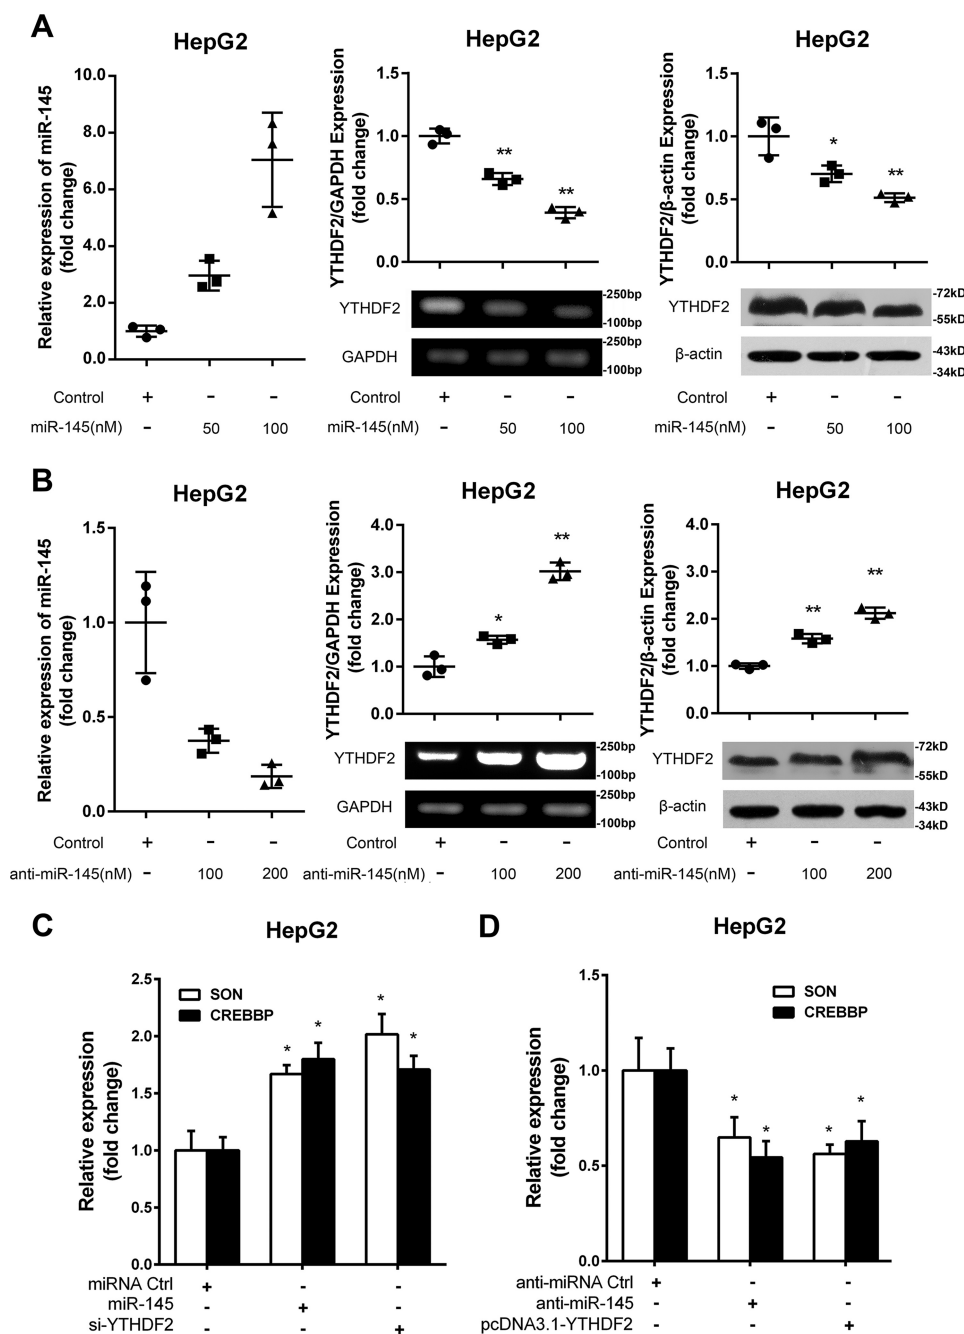 A
HepG2
HepG2
HepG2
Relative expression of miR-145
(fold change)
10.0
8.0
6.0
4.0
2.0
0.0
YTHDF2/GAPDH Expression
(fold change)
1.5
1.0
0.5
0.0
**
**
YTHDF2/β-actin Expression
(fold change)
1.5
1.0
0.5
0.0
*
**
YTHDF2
-250bp
-100bp
GAPDH
-250bp
-100bp
YTHDF2
-72kD
-55kD
β-actin
-43kD
-34kD
Control + - - + - - + - -
miR-145(nM) - 50 100 miR-145(nM) - 50 100 miR-145(nM) - 50 100
B
HepG2
HepG2
HepG2
Relative expression of miR-145
(fold change)
1.5
1.0
0.5
0.0
YTHDF2/GAPDH Expression
(fold change)
4.0
3.0
2.0
1.0
0.0
*
**
YTHDF2/β-actin Expression
(fold change)
4.0
3.0
2.0
1.0
0.0
**
**
YTHDF2
-250bp
-100bp
GAPDH
-250bp
-100bp
YTHDF2
-72kD
-55kD
β-actin
-43kD
-34kD
Control + - - Control + - - Control + - -
anti-miR-145(nM) - 100 200 anti-miR-145(nM) - 100 200 anti-miR-145(nM) - 100 200
C
HepG2
Relative expression
(fold change)
2.5
2.0
1.5
1.0
0.5
0.0
SON
CREBBP
* *
* *
miRNA Ctrl + - -
miR-145 - + -
si-YTHDF2 - - +
D
HepG2
Relative expression
(fold change)
1.5
1.0
0.5
0.0
SON
CREBBP
* *
* *
anti-miRNA Ctrl + - -
anti-miR-145 - + -
pcDNA3.1-YTHDF2 - - +